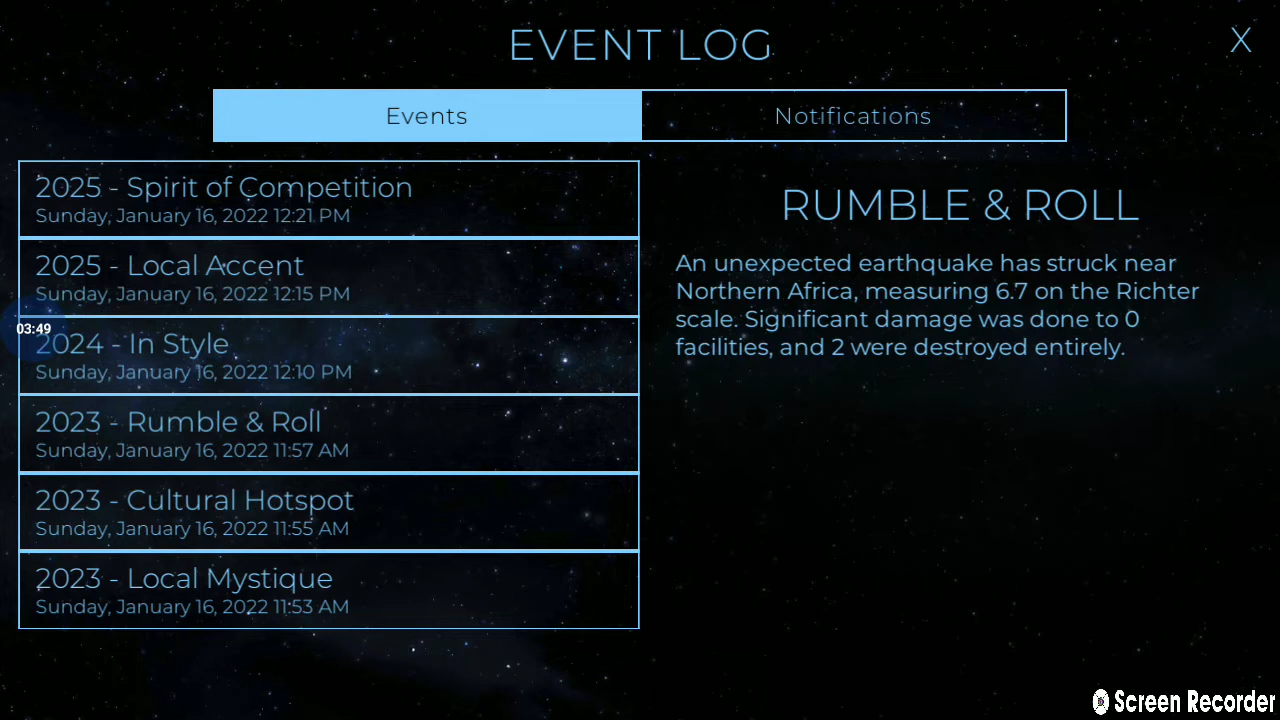 EVENT LOG
X
Events
Notifications
2025 - Spirit of Competition
Sunday, January 16, 2022 12:21 PM
2025 - Local Accent
Sunday, January 16, 2022 12:15 PM
03:49
2024 - In Style
Sunday, January 16, 2022 12:10 PM
2023 - Rumble & Roll
Sunday, January 16, 2022 11:57 AM
2023 - Cultural Hotspot
Sunday, January 16, 2022 11:55 AM
2023 - Local Mystique
Sunday, January 16, 2022 11:53 AM
RUMBLE & ROLL
An unexpected earthquake has struck near
Northern Africa, measuring 6.7 on the Richter
scale. Significant damage was done to 0
facilities, and 2 were destroyed entirely.
Screen Recorder